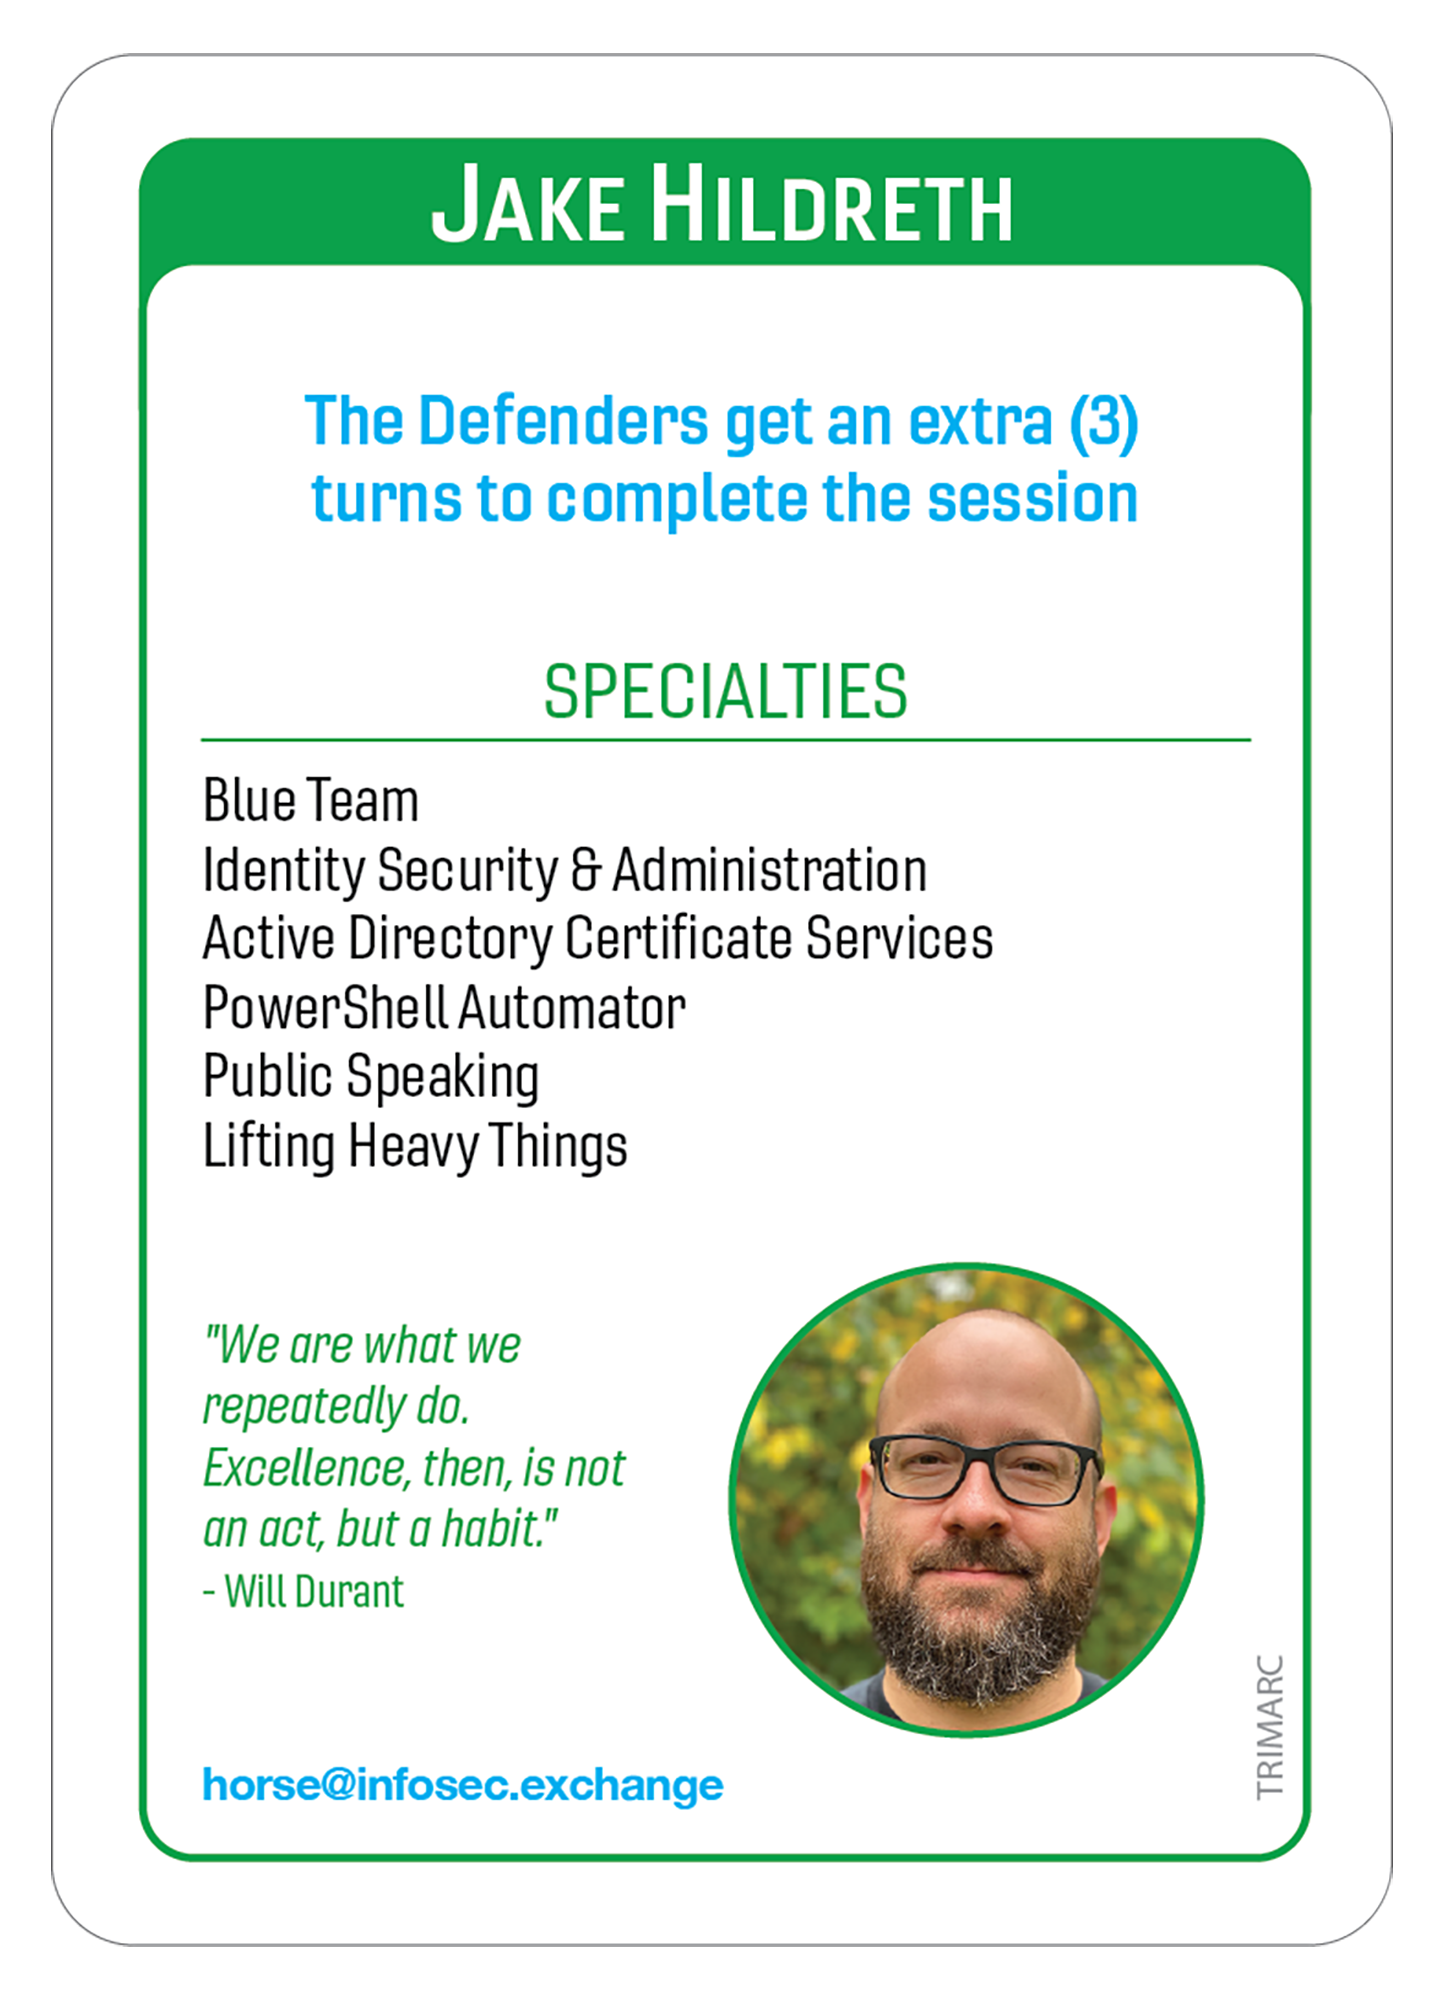 JAKE HILDRETH
The Defenders get an extra (3)
turns to complete the session
SPECIALTIES
Blue Team
Identity Security & Administration
Active Directory Certificate Services
PowerShell Automator
Public Speaking
Lifting Heavy Things
"We are what we
repeatedly do.
Excellence, then, is not
an act, but a habit."
- Will Durant
horse@infosec.exchange
TRIMARC